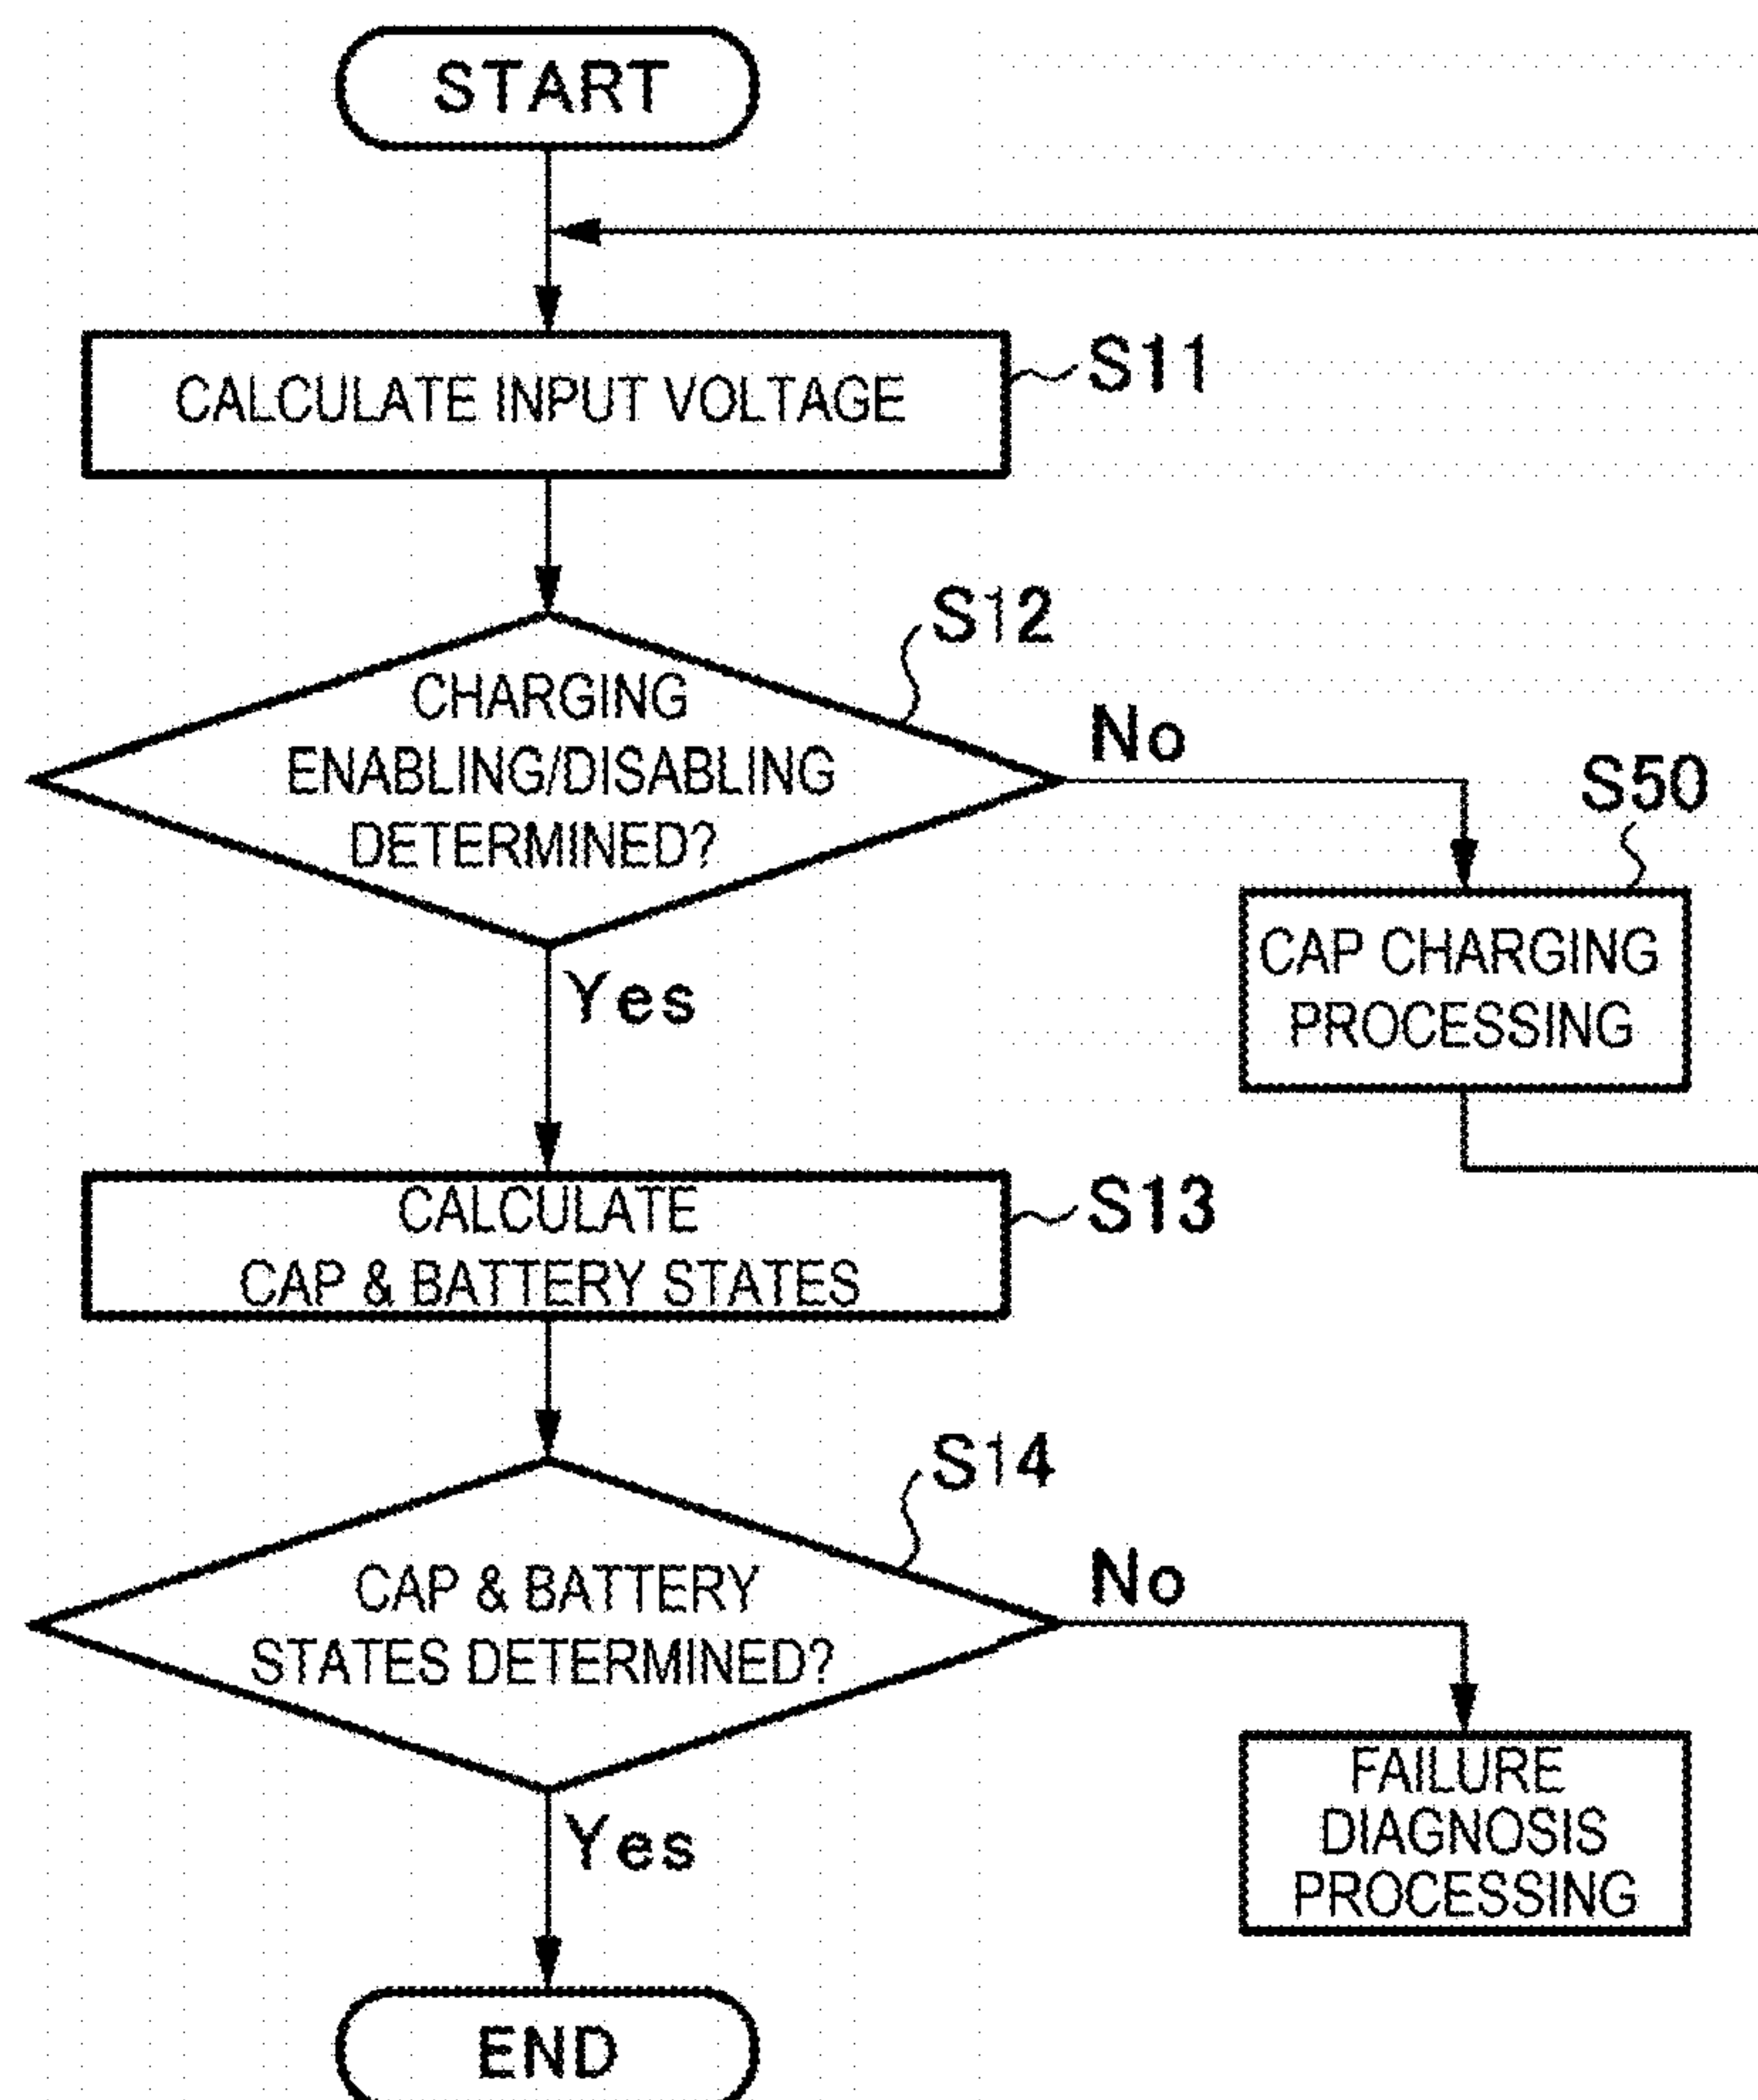 START
CALCULATE INPUT VOLTAGE
S11
S12
CHARGING
ENABLING/DISABLING
DETERMINED?
No
S50
CAP CHARGING
PROCESSING
Yes
CALCULATE
CAP & BATTERY STATES
S13
S14
CAP & BATTERY
STATES DETERMINED?
No
FAILURE
DIAGNOSIS
PROCESSING
Yes
END